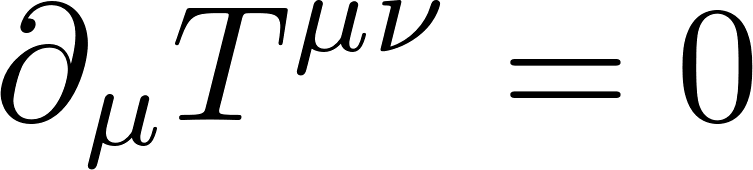 ∂_μ T^{μν} = 0